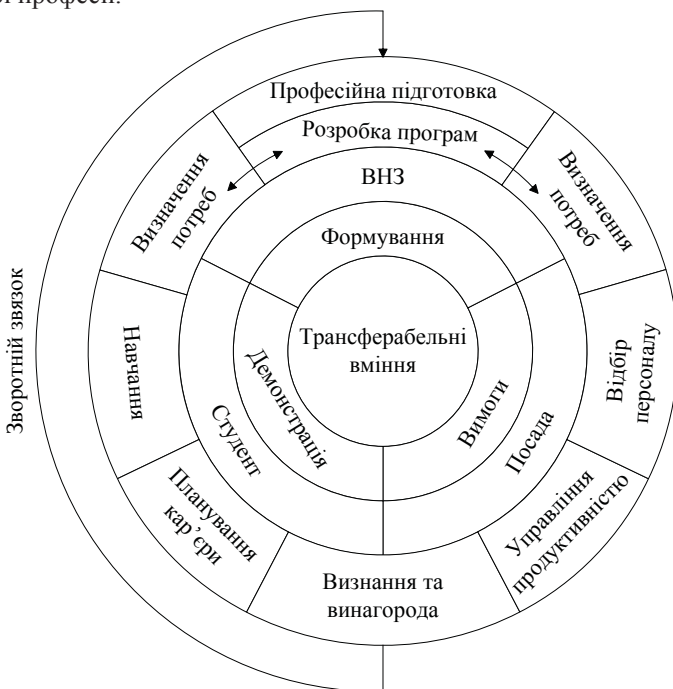 Професійна підготовка
Розробка програм
ВНЗ
Формування
Трансферабельні
вміння
Визначення
потреб
Визначення
потреб
Зворотній звязок
Навчання
Студент
Демонстрація
Вимоги
Посада
Відбір
персоналу
Планування
кар’єри
Визнання та
винагорода
Управління
продуктивністю